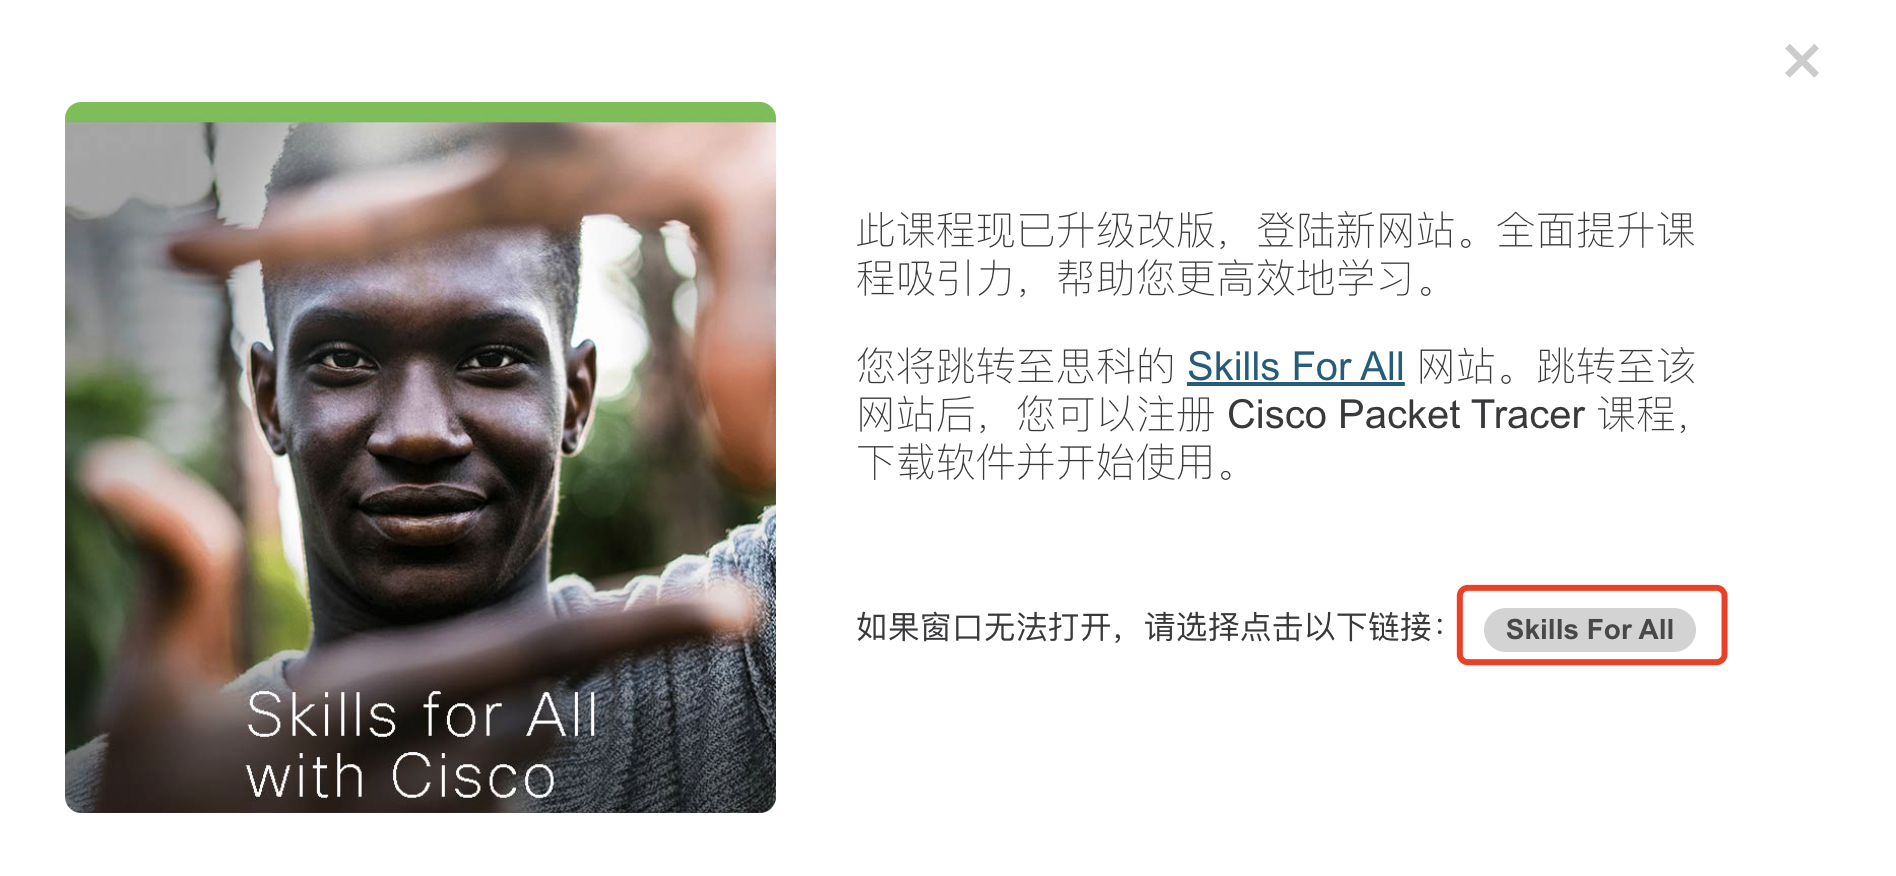 此课程现已升级改版，登陆新网站。全面提升课
程吸引力，帮助您更高效地学习。
您将跳转至思科的 Skills For All 网站。跳转至该
网站后，您可以注册 Cisco Packet Tracer 课程，
下载软件并开始使用。
如果窗口无法打开，请选择点击以下链接： Skills For All
Skills for All
with Cisco